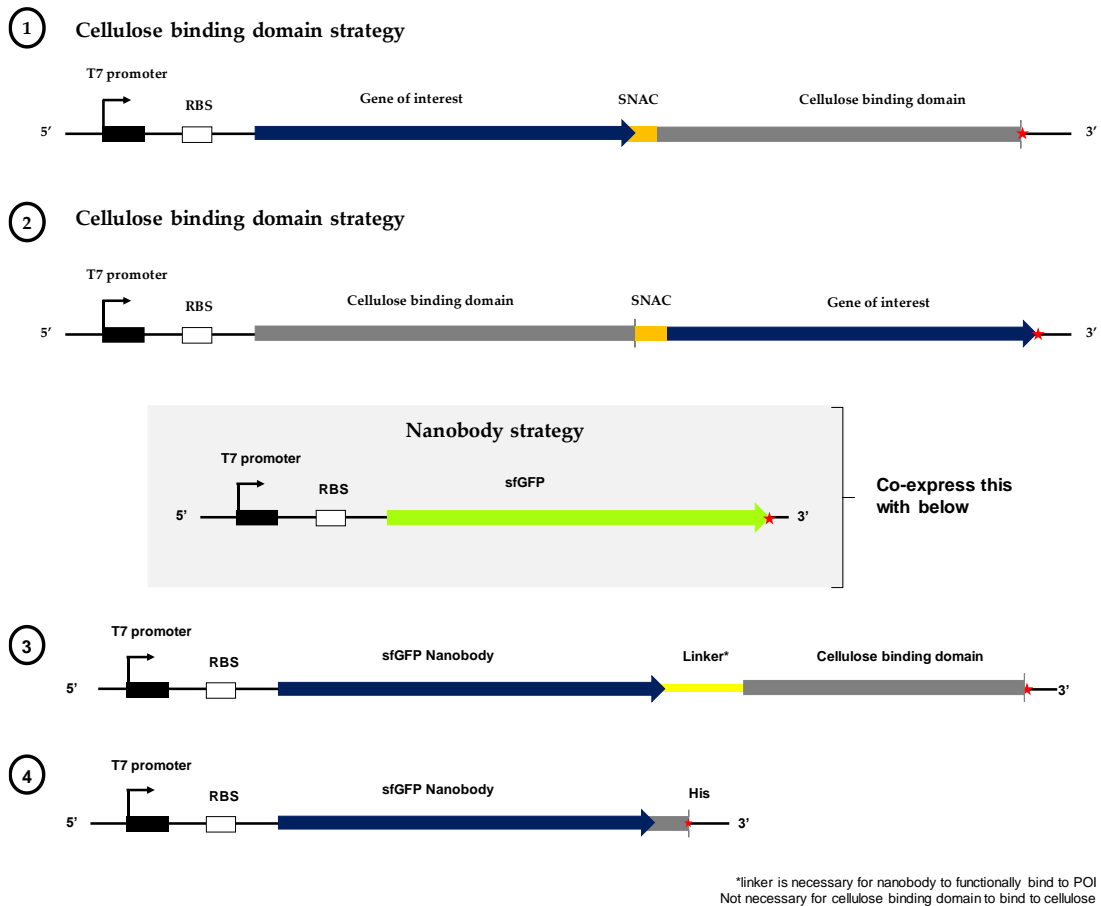 1 Cellulose binding domain strategy
T7 promoter
RBS
Gene of interest
SNAC
Cellulose binding domain
5′ 3′
2 Cellulose binding domain strategy
T7 promoter
RBS
Cellulose binding domain
SNAC
Gene of interest
5′ 3′
Nanobody strategy
T7 promoter
RBS
sfGFP
5' 3'
Co-express this
with below
3
T7 promoter
RBS
sfGFP Nanobody
Linker*
Cellulose binding domain
5' 3'
4
T7 promoter
RBS
sfGFP Nanobody
His
5' 3'
*linker is necessary for nanobody to functionally bind to POI
Not necessary for cellulose binding domain to bind to cellulose